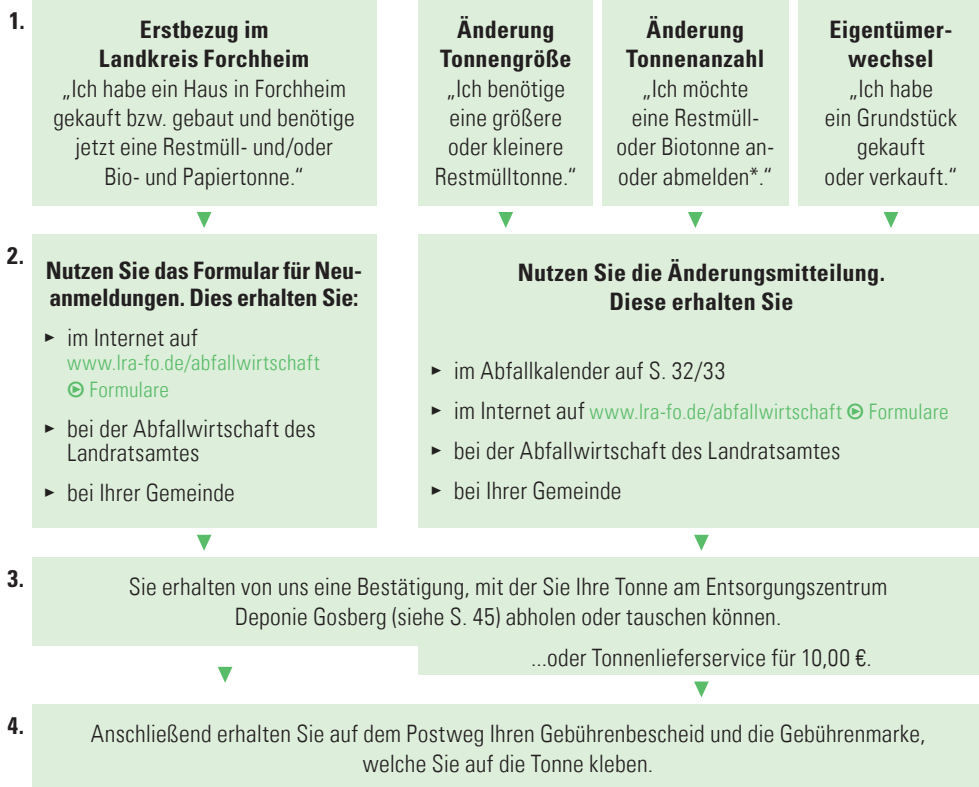 1.
Erstbezug im
Landkreis Forchheim
„Ich habe ein Haus in Forchheim
gekauft bzw. gebaut und benötige
jetzt eine Restmüll- und/oder
Bio- und Papiertonne.“
Änderung
Tonnengröße
„Ich benötige
eine größere
oder kleinere
Restmülltonne.“
Änderung
Tonnenanzahl
„Ich möchte
eine Restmüll-
oder Biotonne an-
oder abmelden*.“
Eigentümer-
wechsel
„Ich habe
ein Grundstück
gekauft
oder verkauft.“
2.
Nutzen Sie das Formular für Neu-
anmeldungen. Dies erhalten Sie:
► im Internet auf
www.lra-fo.de/abfallwirtschaft
Formulare
► bei der Abfallwirtschaft des
Landratsamtes
► bei Ihrer Gemeinde
Nutzen Sie die Änderungsmitteilung.
Diese erhalten Sie
► im Abfallkalender auf S. 32/33
► im Internet auf www.lra-fo.de/abfallwirtschaft Formulare
► bei der Abfallwirtschaft des Landratsamtes
► bei Ihrer Gemeinde
3.
Sie erhalten von uns eine Bestätigung, mit der Sie Ihre Tonne am Entsorgungszentrum
Deponie Gosberg (siehe S. 45) abholen oder tauschen können.
...oder Tonnenlieferservice für 10,00 €.
4.
Anschließend erhalten Sie auf dem Postweg Ihren Gebührenbescheid und die Gebührenmarke,
welche Sie auf die Tonne kleben.